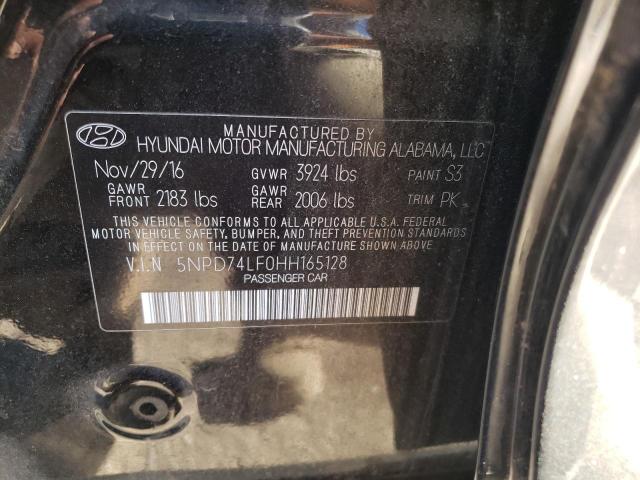 MANUFACTURED BY
HYUNDAI MOTOR MANUFACTURING ALABAMA, LLC
Nov/29/16 GVWR 3924 lbs PAINT S3
GAWR FRONT 2183 lbs GAWR REAR 2006 lbs TRIM PK
THIS VEHICLE CONFORMS TO ALL APPLICABLE U.S.A. FEDERAL
MOTOR VEHICLE SAFETY, BUMPER, AND THEFT PREVENTION STANDARDS
IN EFFECT ON THE DATE OF MANUFACTURE SHOWN ABOVE
V.I.N 5NPD74LF0HH165128
PASSENGER CAR